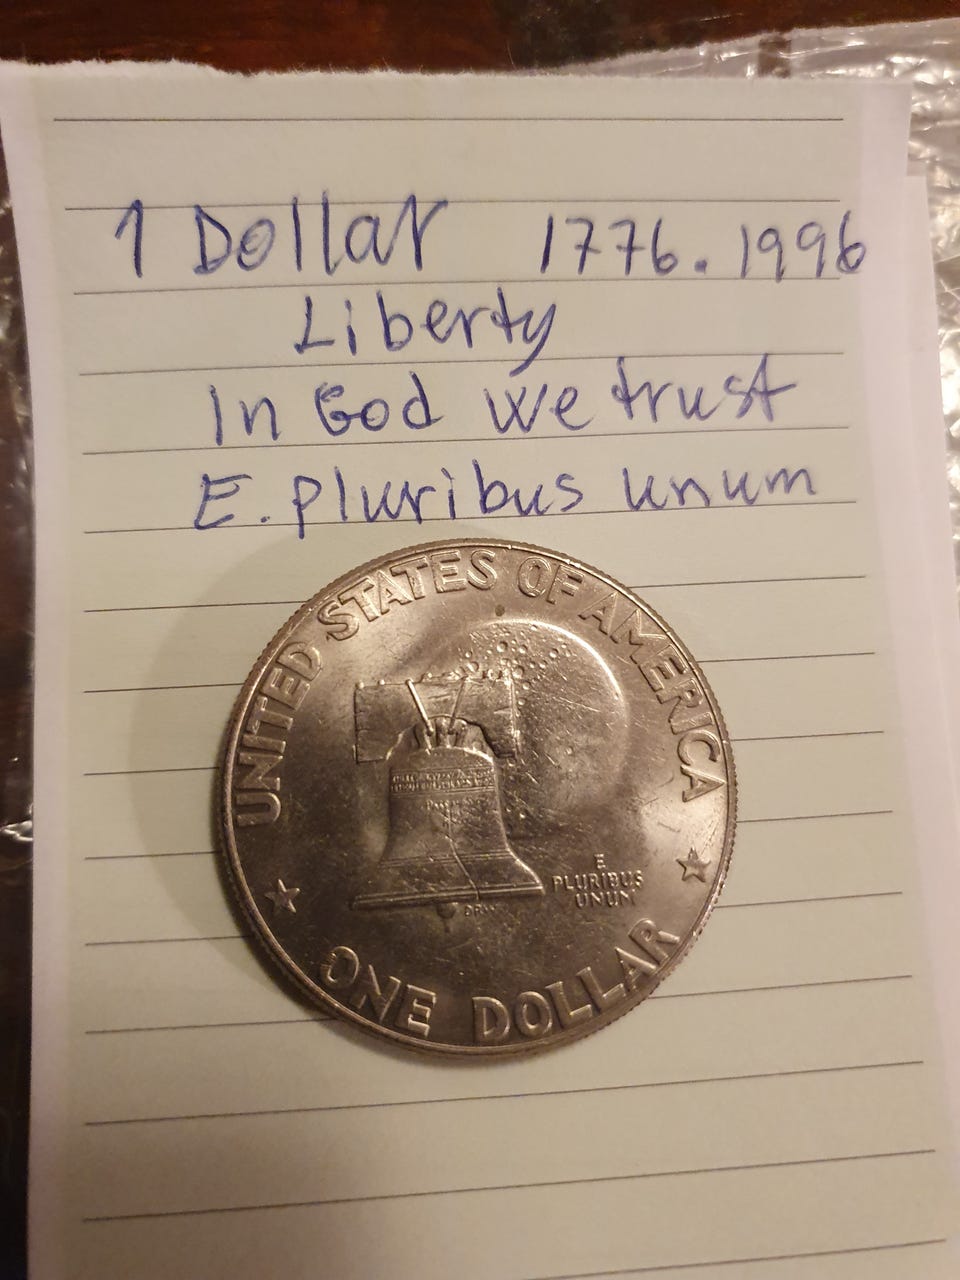 1 Dollar 1776.1996
Liberty
In God we trust
E. pluribus unum
UNITED STATES OF AMERICA
E
PLURIBUS
UNUM
ONE DOLLAR